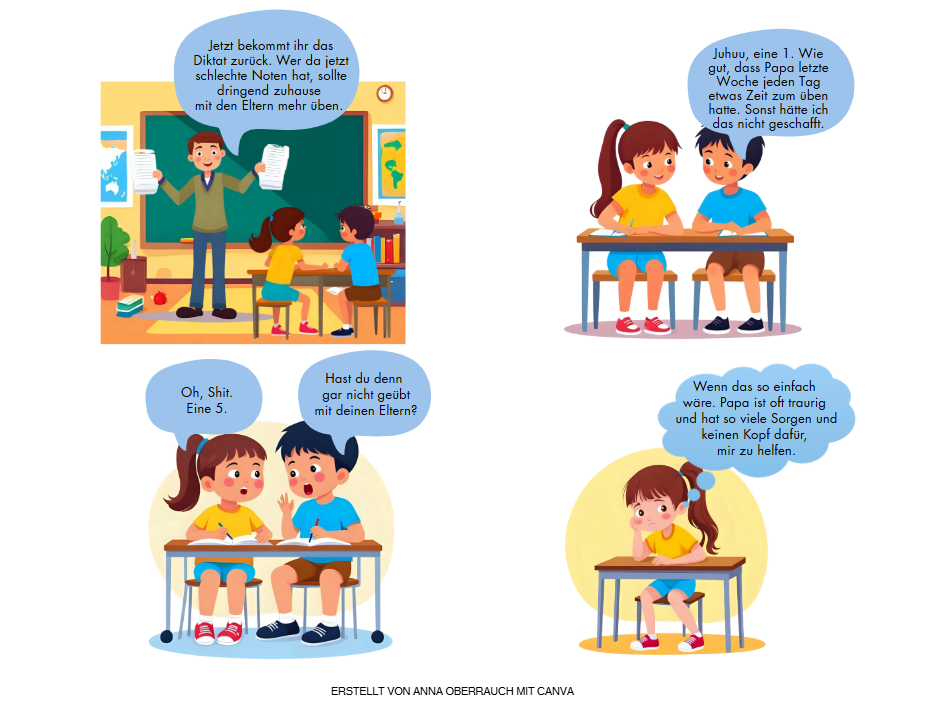 Jetzt bekommt ihr das
Diktat zurück. Wer da jetzt
schlechte Noten hat, sollte
dringend zuhause
mit den Eltern mehr üben.
Juhuu, eine 1. Wie
gut, dass Papa letzte
Woche jeden Tag
etwas Zeit zum üben
hatte. Sonst hätte ich
das nicht geschafft.
Oh, Shit.
Eine 5.
Hast du denn
gar nicht geübt
mit deinen Eltern?
Wenn das so einfach
wäre. Papa ist oft traurig
und hat so viele Sorgen und
keinen Kopf dafür,
mir zu helfen.
ERSTELLT VON ANNA OBERRAUCH MIT CANVA